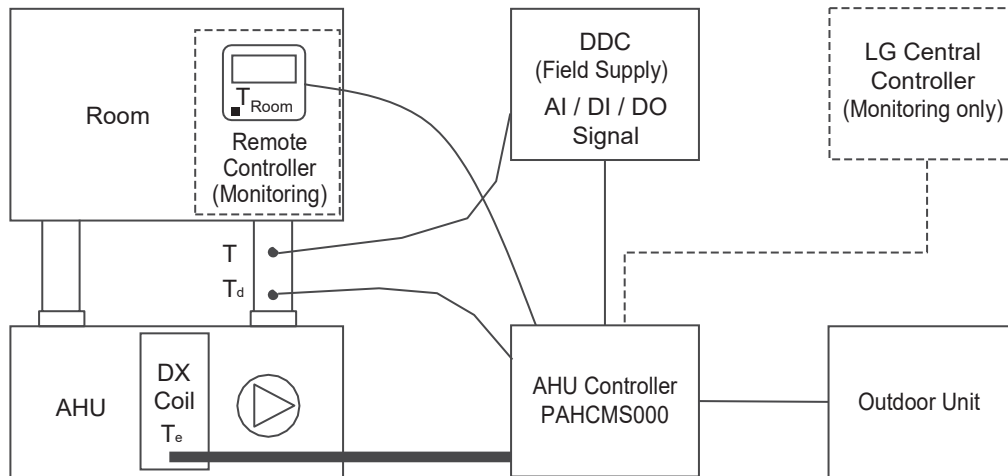 Room
T Room
Remote
Controller
(Monitoring)
DDC
(Field Supply)
AI / DI / DO
Signal
LG Central
Controller
(Monitoring only)
T
Td
AHU
DX
Coil
Te
AHU Controller
PAHCMS000
Outdoor Unit